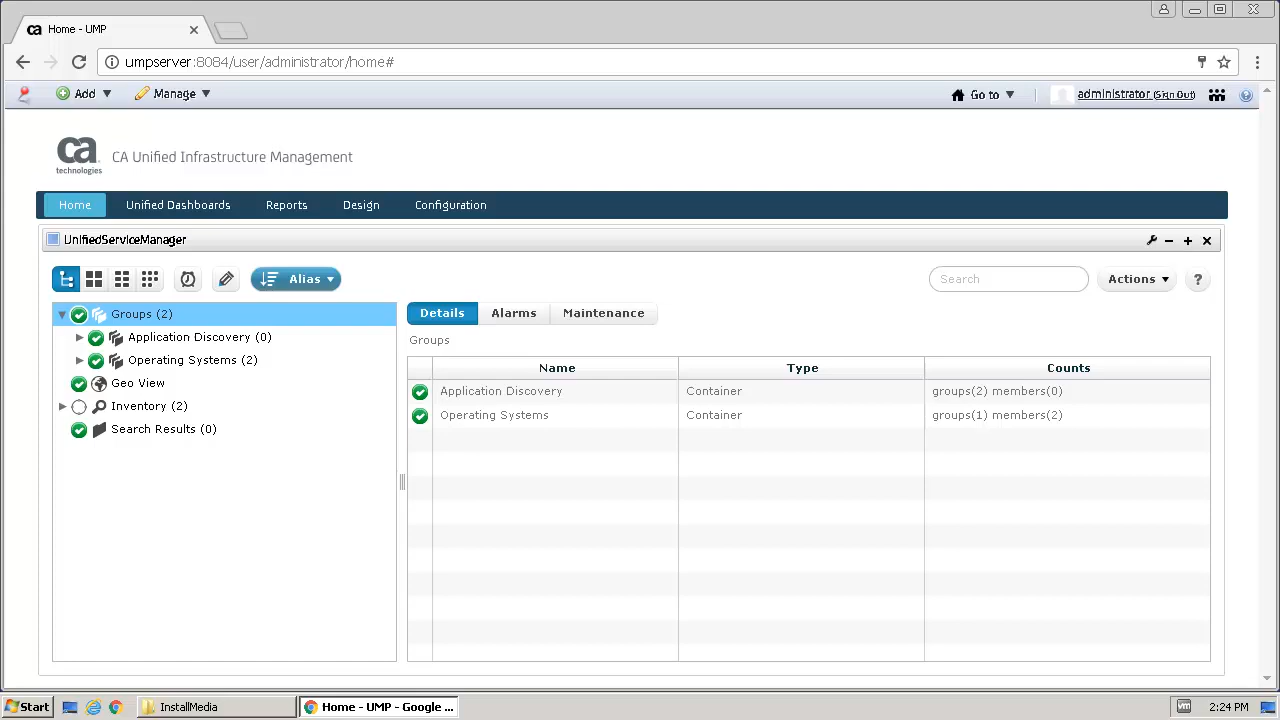 Home - UMP
umpserver:8084/user/administrator/home#
Add
Manage
Go to
administrator (Sign Out)
ca
technologies
CA Unified Infrastructure Management
Home
Unified Dashboards
Reports
Design
Configuration
UnifiedServiceManager
Alias
Search
Actions
?
Groups (2)
Application Discovery (0)
Operating Systems (2)
Geo View
Inventory (2)
Search Results (0)
Details
Alarms
Maintenance
Groups
Name Type Counts
Application Discovery Container groups(2) members(0)
Operating Systems Container groups(1) members(2)
Start
InstallMedia
Home - UMP - Google ...
vm
2:24 PM